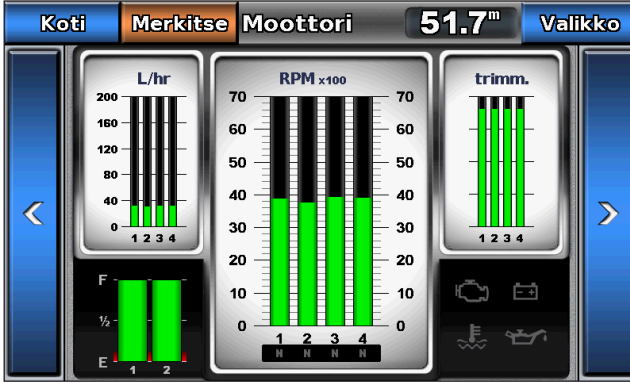 Koti Merkitse Moottori 51.7m Valikko
L/hr
200
160
120
80
40
0
1 2 3 4
RPM x100
70 70
60 60
50 50
40 40
30 30
20 20
10 10
0 0
1 2 3 4
N N N N
trimm.
1 2 3 4
F
½
E
1 2